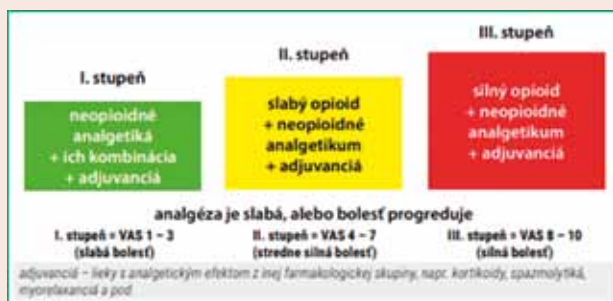 I. stupeň
neopioidné
analgetiká
+ ich kombinácia
+ adjuvanciá
II. stupeň
slabý opioid
+ neopioidné
analgetikum
+ adjuvanciá
III. stupeň
silný opioid
+ neopioidné
analgetikum
+ adjuvanciá
analgéza je slabá, alebo bolesť progreduje
I. stupeň = VAS 1 – 3
(slabá bolesť)
II. stupeň = VAS 4 – 7
(stredne silná bolesť)
III. stupeň = VAS 8 – 10
(silná bolesť)
adjuvanciá – lieky s analgetickým efektom z inej farmakologickej skupiny, napr. kortikoidy, spazmolytiká,
myorelaxanciá a pod